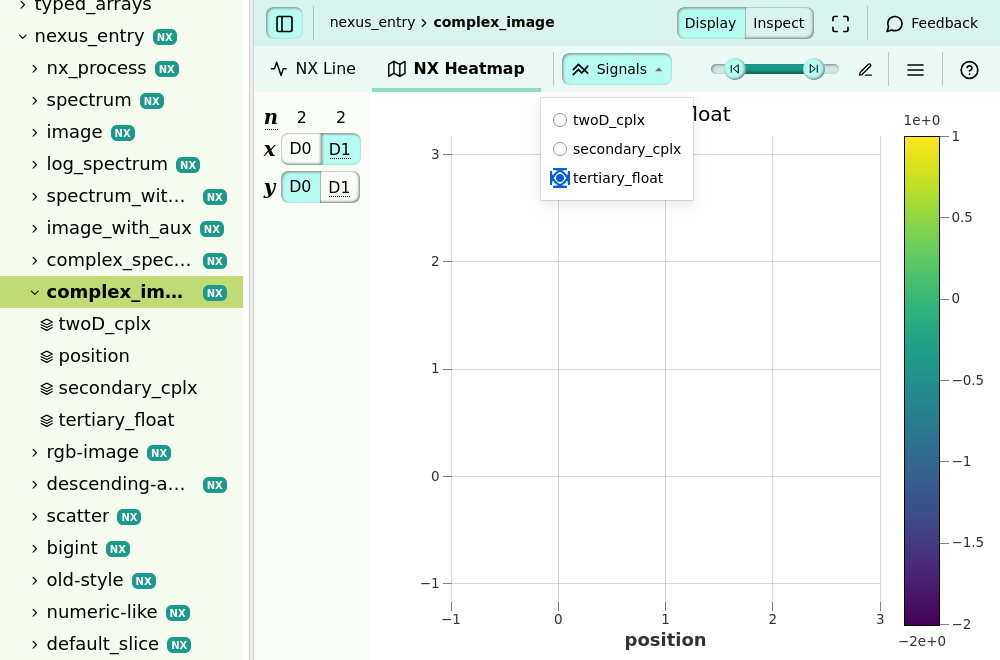 typed_arrays
nexus_entry NX
nx_process NX
spectrum NX
image NX
log_spectrum NX
spectrum_wit... NX
image_with_aux NX
complex_spec... NX
complex_im... NX
twoD_cplx
position
secondary_cplx
tertiary_float
rgb-image NX
descending-a... NX
scatter NX
bigint NX
old-style NX
numeric-like NX
default_slice NX
nexus_entry › complex_image
Display Inspect
Feedback
NX Line NX Heatmap
Signals
n 2 2
x D0 D1
y D0 D1
twoD_cplx
secondary_cplx
tertiary_float
loat
3
2
1
0
−1
−1 0 1 2 3
position
1e+0
1
0.5
0
−0.5
−1
−1.5
−2
−2e+0